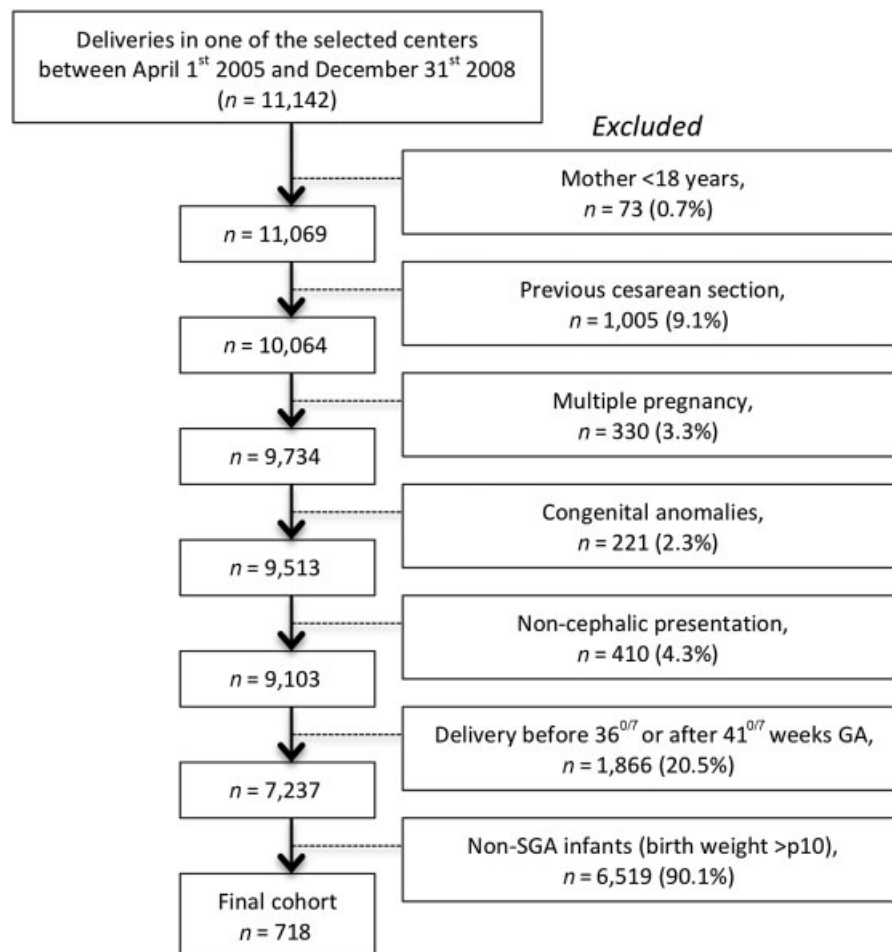 Deliveries in one of the selected centers
between April 1st 2005 and December 31st 2008
(n = 11,142)
Excluded
Mother <18 years,
n = 73 (0.7%)
n = 11,069
Previous cesarean section,
n = 1,005 (9.1%)
n = 10,064
Multiple pregnancy,
n = 330 (3.3%)
n = 9,734
Congenital anomalies,
n = 221 (2.3%)
n = 9,513
Non-cephalic presentation,
n = 410 (4.3%)
n = 9,103
Delivery before 36 0/7 or after 41 0/7 weeks GA,
n = 1,866 (20.5%)
n = 7,237
Non-SGA infants (birth weight >p10),
n = 6,519 (90.1%)
Final cohort
n = 718